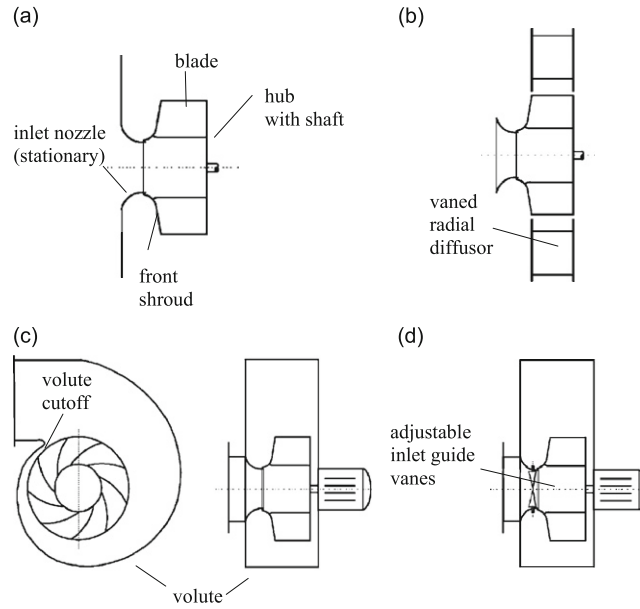 (a)
blade
hub
with shaft
inlet nozzle
(stationary)
front
shroud
(b)
vaned
radial
diffusor
(c)
volute
cutoff
volute
(d)
adjustable
inlet guide
vanes